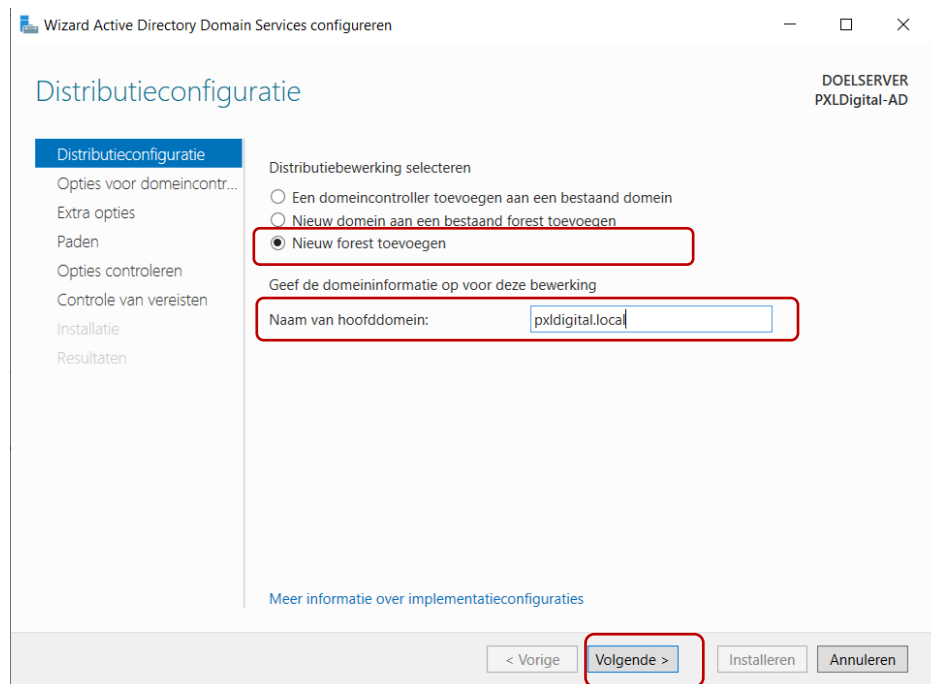 Wizard Active Directory Domain Services configureren
Distributieconfiguratie
DOELSERVER
PXLDigital-AD
Distributieconfiguratie
Opties voor domeincontr...
Extra opties
Paden
Opties controleren
Controle van vereisten
Installatie
Resultaten
Distributiebewerking selecteren
Een domeincontroller toevoegen aan een bestaand domein
Nieuw domein aan een bestaand forest toevoegen
Nieuw forest toevoegen
Geef de domeininformatie op voor deze bewerking
Naam van hoofddomein: pxldigital.local
Meer informatie over implementatieconfiguraties
< Vorige Volgende > Installeren Annuleren